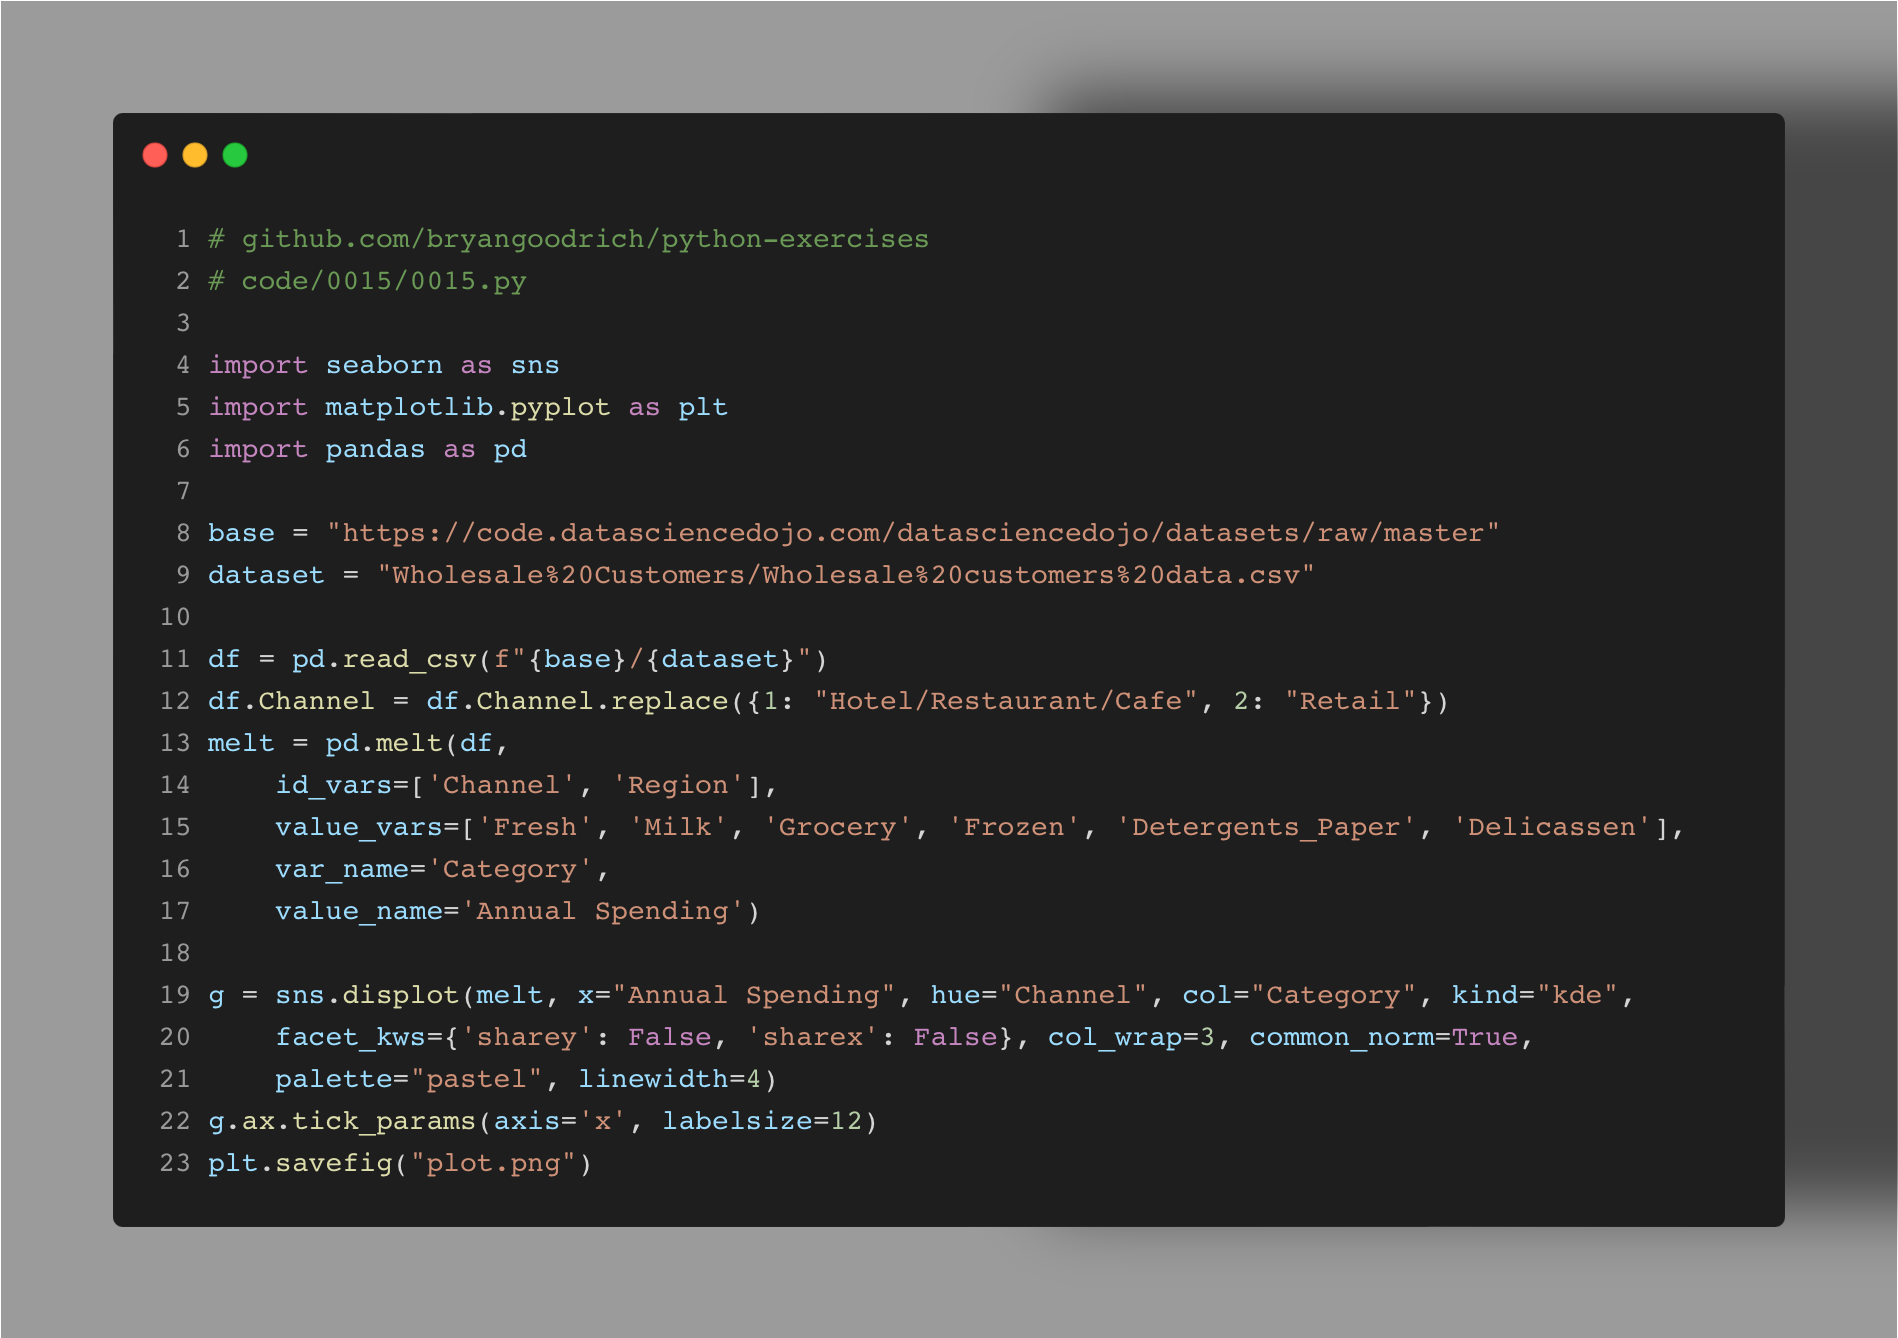 1 # github.com/bryangoodrich/python-exercises
2 # code/0015/0015.py
3
4 import seaborn as sns
5 import matplotlib.pyplot as plt
6 import pandas as pd
7
8 base = "https://code.datasciencedojo.com/datasciencedojo/datasets/raw/master"
9 dataset = "Wholesale%20Customers/Wholesale%20customers%20data.csv"
10
11 df = pd.read_csv(f"{base}/{dataset}")
12 df.Channel = df.Channel.replace({1: "Hotel/Restaurant/Cafe", 2: "Retail"})
13 melt = pd.melt(df,
14     id_vars=['Channel', 'Region'],
15     value_vars=['Fresh', 'Milk', 'Grocery', 'Frozen', 'Detergents_Paper', 'Delicassen'],
16     var_name='Category',
17     value_name='Annual Spending')
18
19 g = sns.displot(melt, x="Annual Spending", hue="Channel", col="Category", kind="kde",
20     facet_kws={'sharey': False, 'sharex': False}, col_wrap=3, common_norm=True,
21     palette="pastel", linewidth=4)
22 g.ax.tick_params(axis='x', labelsize=12)
23 plt.savefig("plot.png")